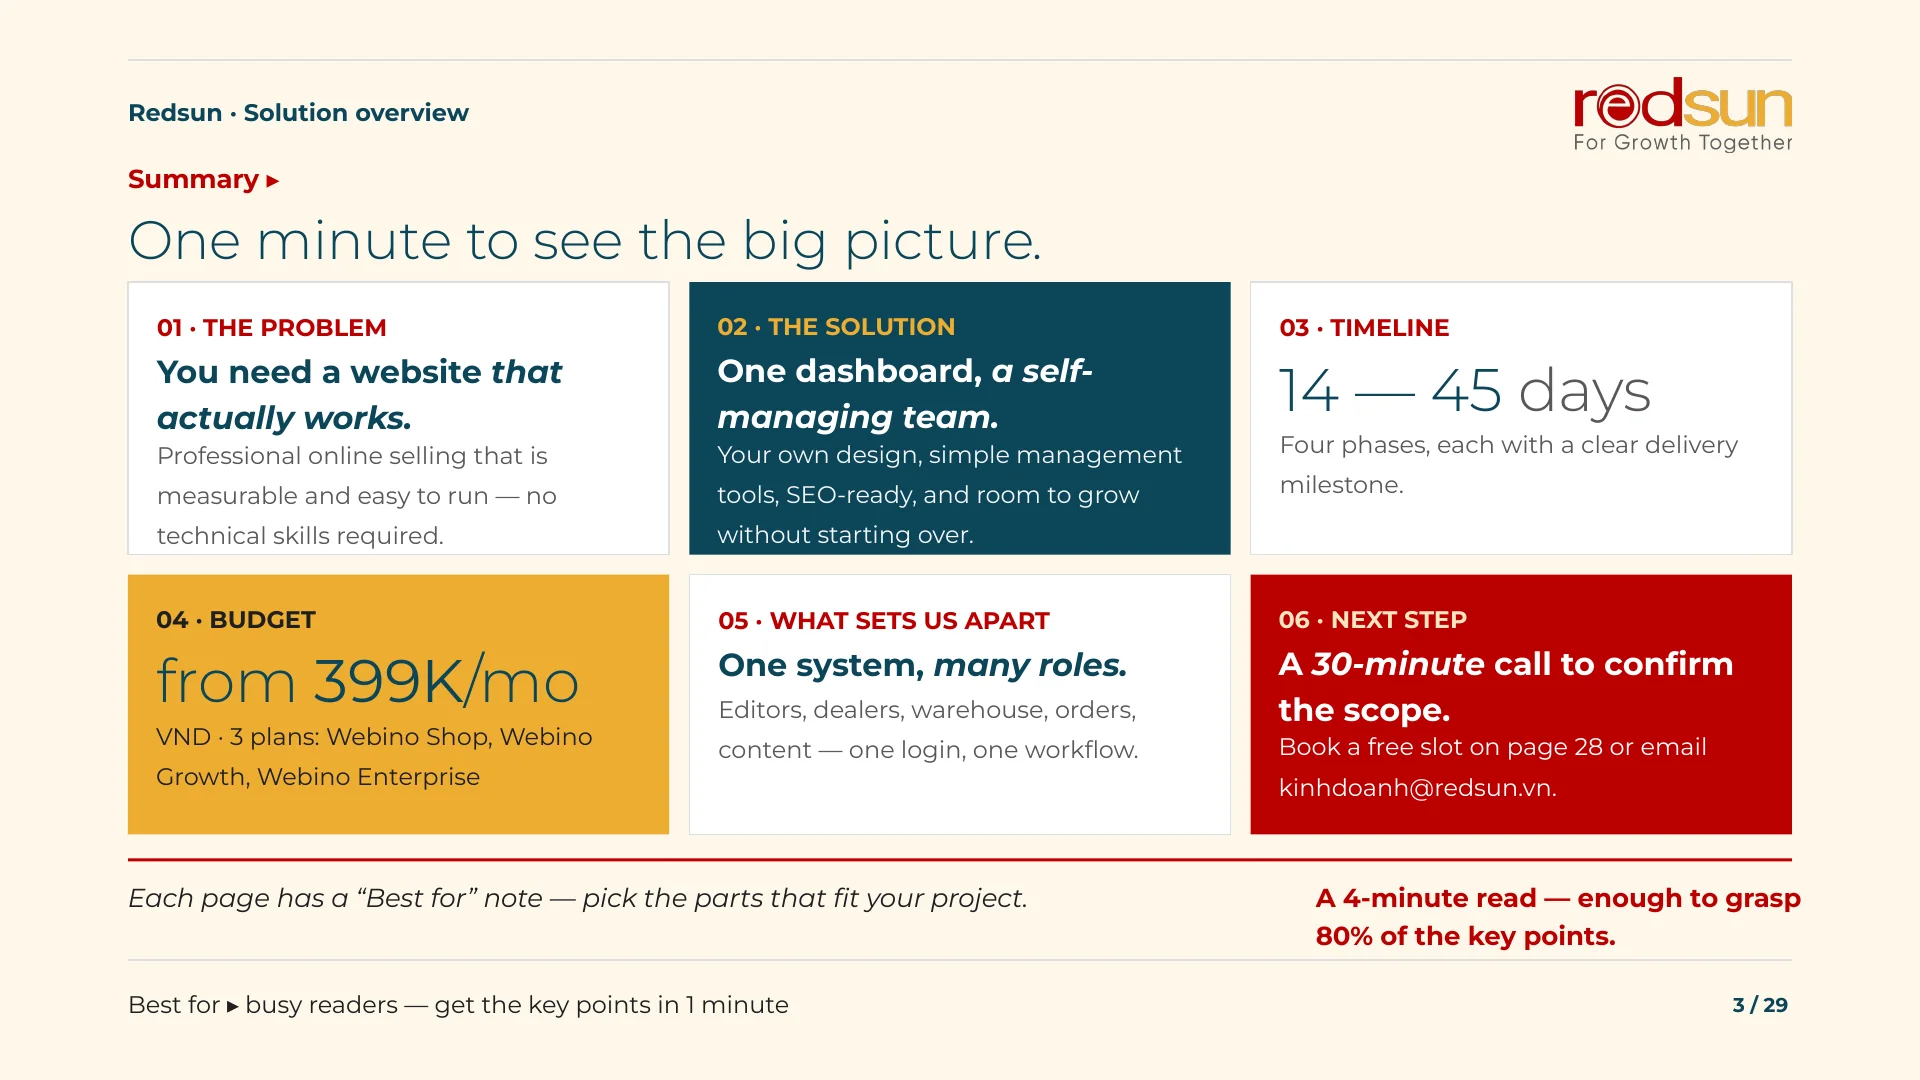 Redsun · Solution overview
redsun
For Growth Together
Summary ▸
One minute to see the big picture.
01 · THE PROBLEM
You need a website that
actually works.
Professional online selling that is
measurable and easy to run — no
technical skills required.
02 · THE SOLUTION
One dashboard, a self-
managing team.
Your own design, simple management
tools, SEO-ready, and room to grow
without starting over.
03 · TIMELINE
14 — 45 days
Four phases, each with a clear delivery
milestone.
04 · BUDGET
from 399K/mo
VND · 3 plans: Webino Shop, Webino
Growth, Webino Enterprise
05 · WHAT SETS US APART
One system, many roles.
Editors, dealers, warehouse, orders,
content — one login, one workflow.
06 · NEXT STEP
A 30-minute call to confirm
the scope.
Book a free slot on page 28 or email
kinhdoanh@redsun.vn.
Each page has a “Best for” note — pick the parts that fit your project.
A 4-minute read — enough to grasp
80% of the key points.
Best for ▸ busy readers — get the key points in 1 minute
3 / 29